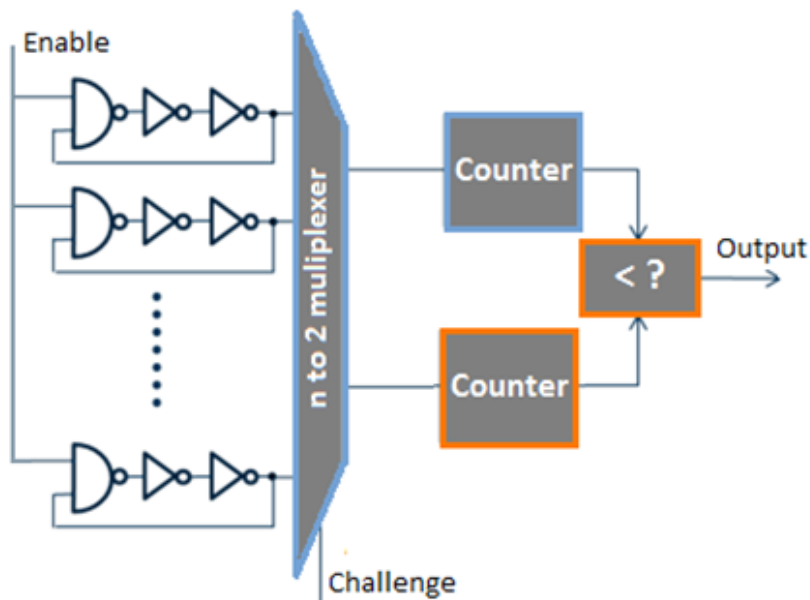 Enable
n to 2 muliplexer
Counter
< ?
Output
Counter
Challenge